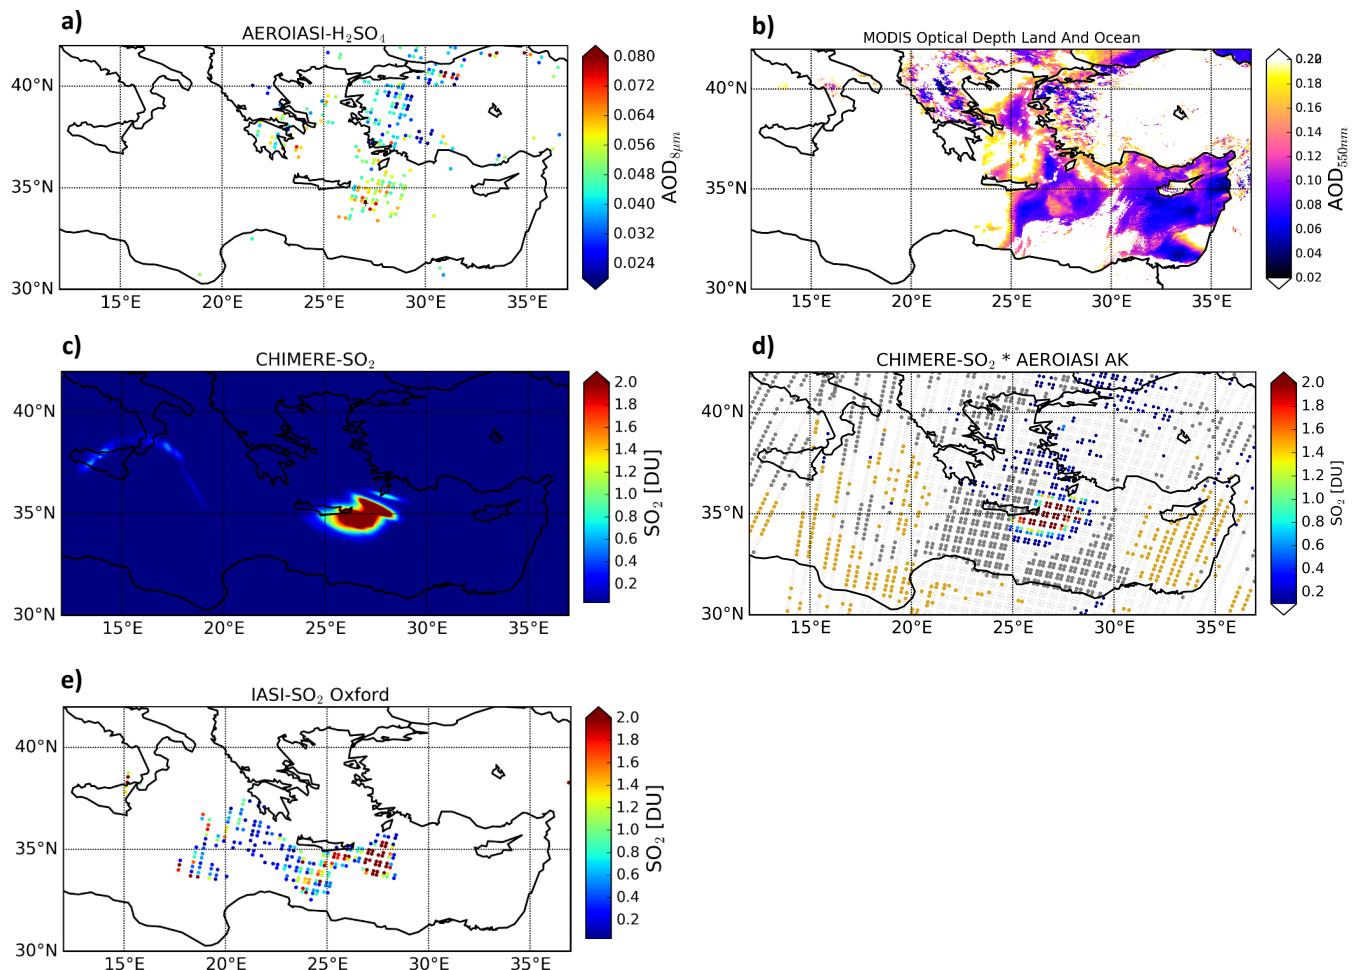 a)
AEROIASI-H₂SO₄
40°N
35°N
30°N
15°E 20°E 25°E 30°E 35°E
0.080
0.072
0.064
0.056
0.048
0.040
0.032
0.024
AOD₈μm
b)
MODIS Optical Depth Land And Ocean
40°N
35°N
30°N
15°E 20°E 25°E 30°E 35°E
0.18
0.16
0.14
0.12
0.10
0.08
0.06
0.04
0.02
AOD₅₅₀nm
c)
CHIMERE-SO₂
40°N
35°N
30°N
15°E 20°E 25°E 30°E 35°E
2.0
1.8
1.6
1.4
1.2
1.0
0.8
0.6
0.4
0.2
SO₂ [DU]
d)
CHIMERE-SO₂ * AEROIASI AK
40°N
35°N
30°N
15°E 20°E 25°E 30°E 35°E
2.0
1.8
1.6
1.4
1.2
1.0
0.8
0.6
0.4
0.2
SO₂ [DU]
e)
IASI-SO₂ Oxford
40°N
35°N
30°N
15°E 20°E 25°E 30°E 35°E
2.0
1.8
1.6
1.4
1.2
1.0
0.8
0.6
0.4
0.2
SO₂ [DU]